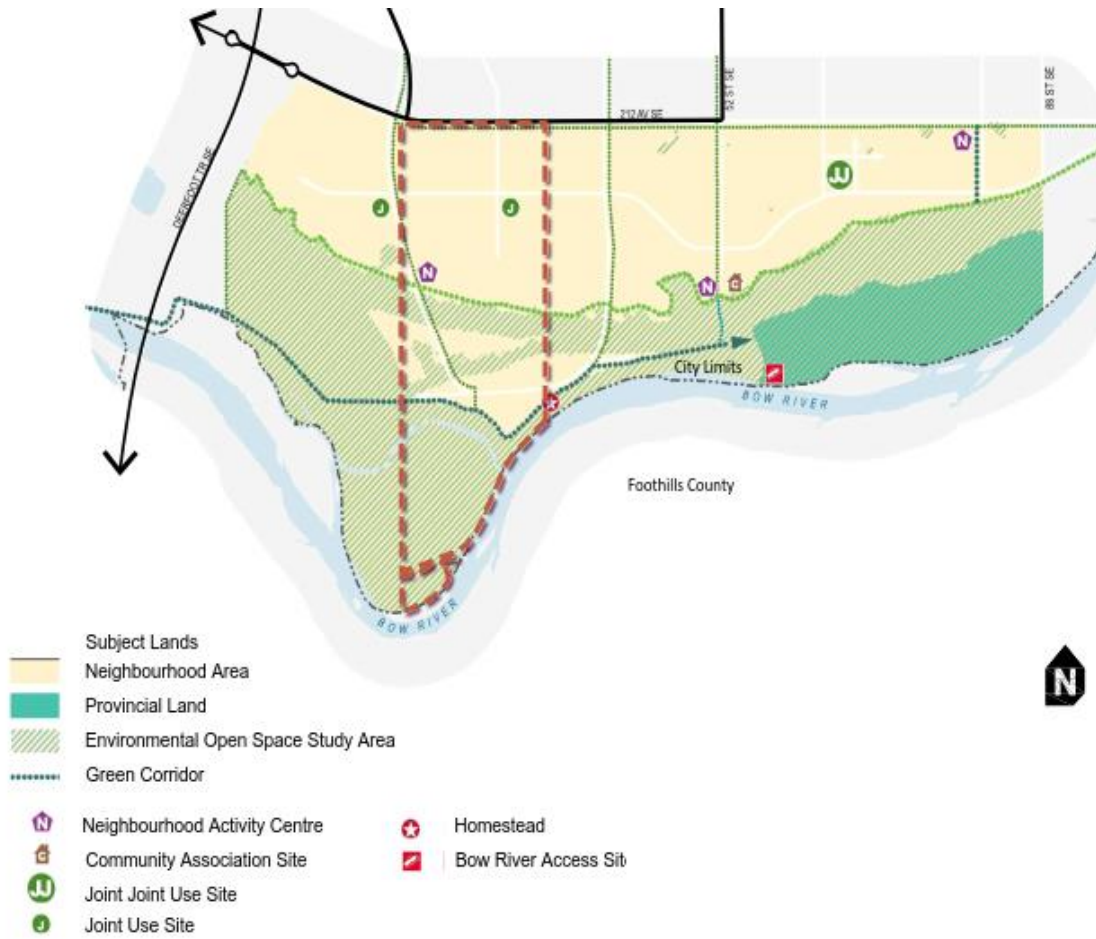 52 ST SE
88 ST SE
212 AV SE
DEERFOOT TR SE
N
J
J
JJ
N
N
C
City Limits
BOW RIVER
Foothills County
BOW RIVER
Subject Lands
Neighbourhood Area
Provincial Land
Environmental Open Space Study Area
Green Corridor
N
N Neighbourhood Activity Centre
Homestead
C Community Association Site
Bow River Access Sit
JJ Joint Joint Use Site
J Joint Use Site